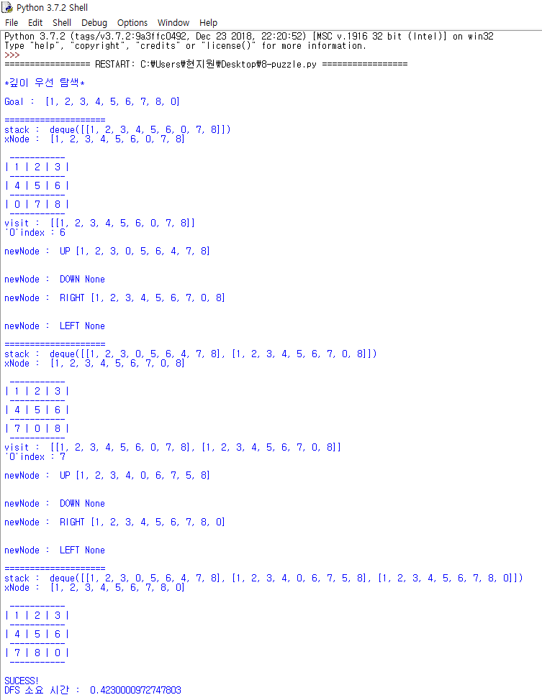 Python 3.7.2 Shell
File Edit Shell Debug Options Window Help
Python 3.7.2 (tags/v3.7.2:9a3ffc0492, Dec 23 2018, 22:20:52) [MSC v.1916 32 bit (Intel)] on win32
Type "help", "copyright", "credits" or "license()" for more information.
>>>
================= RESTART: C:\Users\현지원\Desktop\8-puzzle.py =================
*깊이 우선 탐색*
Goal :  [1, 2, 3, 4, 5, 6, 7, 8, 0]
====================
stack :  deque([[1, 2, 3, 4, 5, 6, 0, 7, 8]])
xNode :  [1, 2, 3, 4, 5, 6, 0, 7, 8]
-----------
| 1 | 2 | 3 |
-----------
| 4 | 5 | 6 |
-----------
| 0 | 7 | 8 |
-----------
visit :  [[1, 2, 3, 4, 5, 6, 0, 7, 8]]
'0'index : 6
newNode :  UP [1, 2, 3, 0, 5, 6, 4, 7, 8]
newNode :  DOWN None
newNode :  RIGHT [1, 2, 3, 4, 5, 6, 7, 0, 8]
newNode :  LEFT None
====================
stack :  deque([[1, 2, 3, 0, 5, 6, 4, 7, 8], [1, 2, 3, 4, 5, 6, 7, 0, 8]])
xNode :  [1, 2, 3, 4, 5, 6, 7, 0, 8]
-----------
| 1 | 2 | 3 |
-----------
| 4 | 5 | 6 |
-----------
| 7 | 0 | 8 |
-----------
visit :  [[1, 2, 3, 4, 5, 6, 0, 7, 8], [1, 2, 3, 4, 5, 6, 7, 0, 8]]
'0'index : 7
newNode :  UP [1, 2, 3, 4, 0, 6, 7, 5, 8]
newNode :  DOWN None
newNode :  RIGHT [1, 2, 3, 4, 5, 6, 7, 8, 0]
newNode :  LEFT None
====================
stack :  deque([[1, 2, 3, 0, 5, 6, 4, 7, 8], [1, 2, 3, 4, 0, 6, 7, 5, 8], [1, 2, 3, 4, 5, 6, 7, 8, 0]])
xNode :  [1, 2, 3, 4, 5, 6, 7, 8, 0]
-----------
| 1 | 2 | 3 |
-----------
| 4 | 5 | 6 |
-----------
| 7 | 8 | 0 |
-----------
SUCESS!
DFS 소요 시간 :  0.4230000972747803